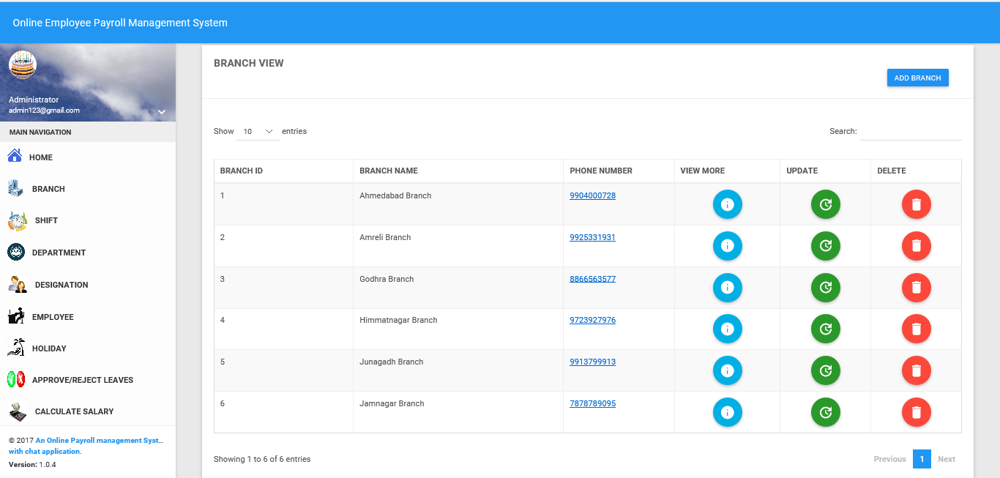 Online Employee Payroll Management System
Administrator
admin123@gmail.com
MAIN NAVIGATION
HOME
BRANCH
SHIFT
DEPARTMENT
DESIGNATION
EMPLOYEE
HOLIDAY
APPROVE/REJECT LEAVES
CALCULATE SALARY
© 2017 An Online Payroll management Syst...
with chat application.
Version: 1.0.4
BRANCH VIEW
ADD BRANCH
Show 10 entries Search:
BRANCH ID BRANCH NAME PHONE NUMBER VIEW MORE UPDATE DELETE
1 Ahmedabad Branch 9904000728
2 Amreli Branch 9925331931
3 Godhra Branch 8866563577
4 Himmatnagar Branch 9723927976
5 Junagadh Branch 9913799913
6 Jamnagar Branch 7878789095
Showing 1 to 6 of 6 entries Previous 1 Next